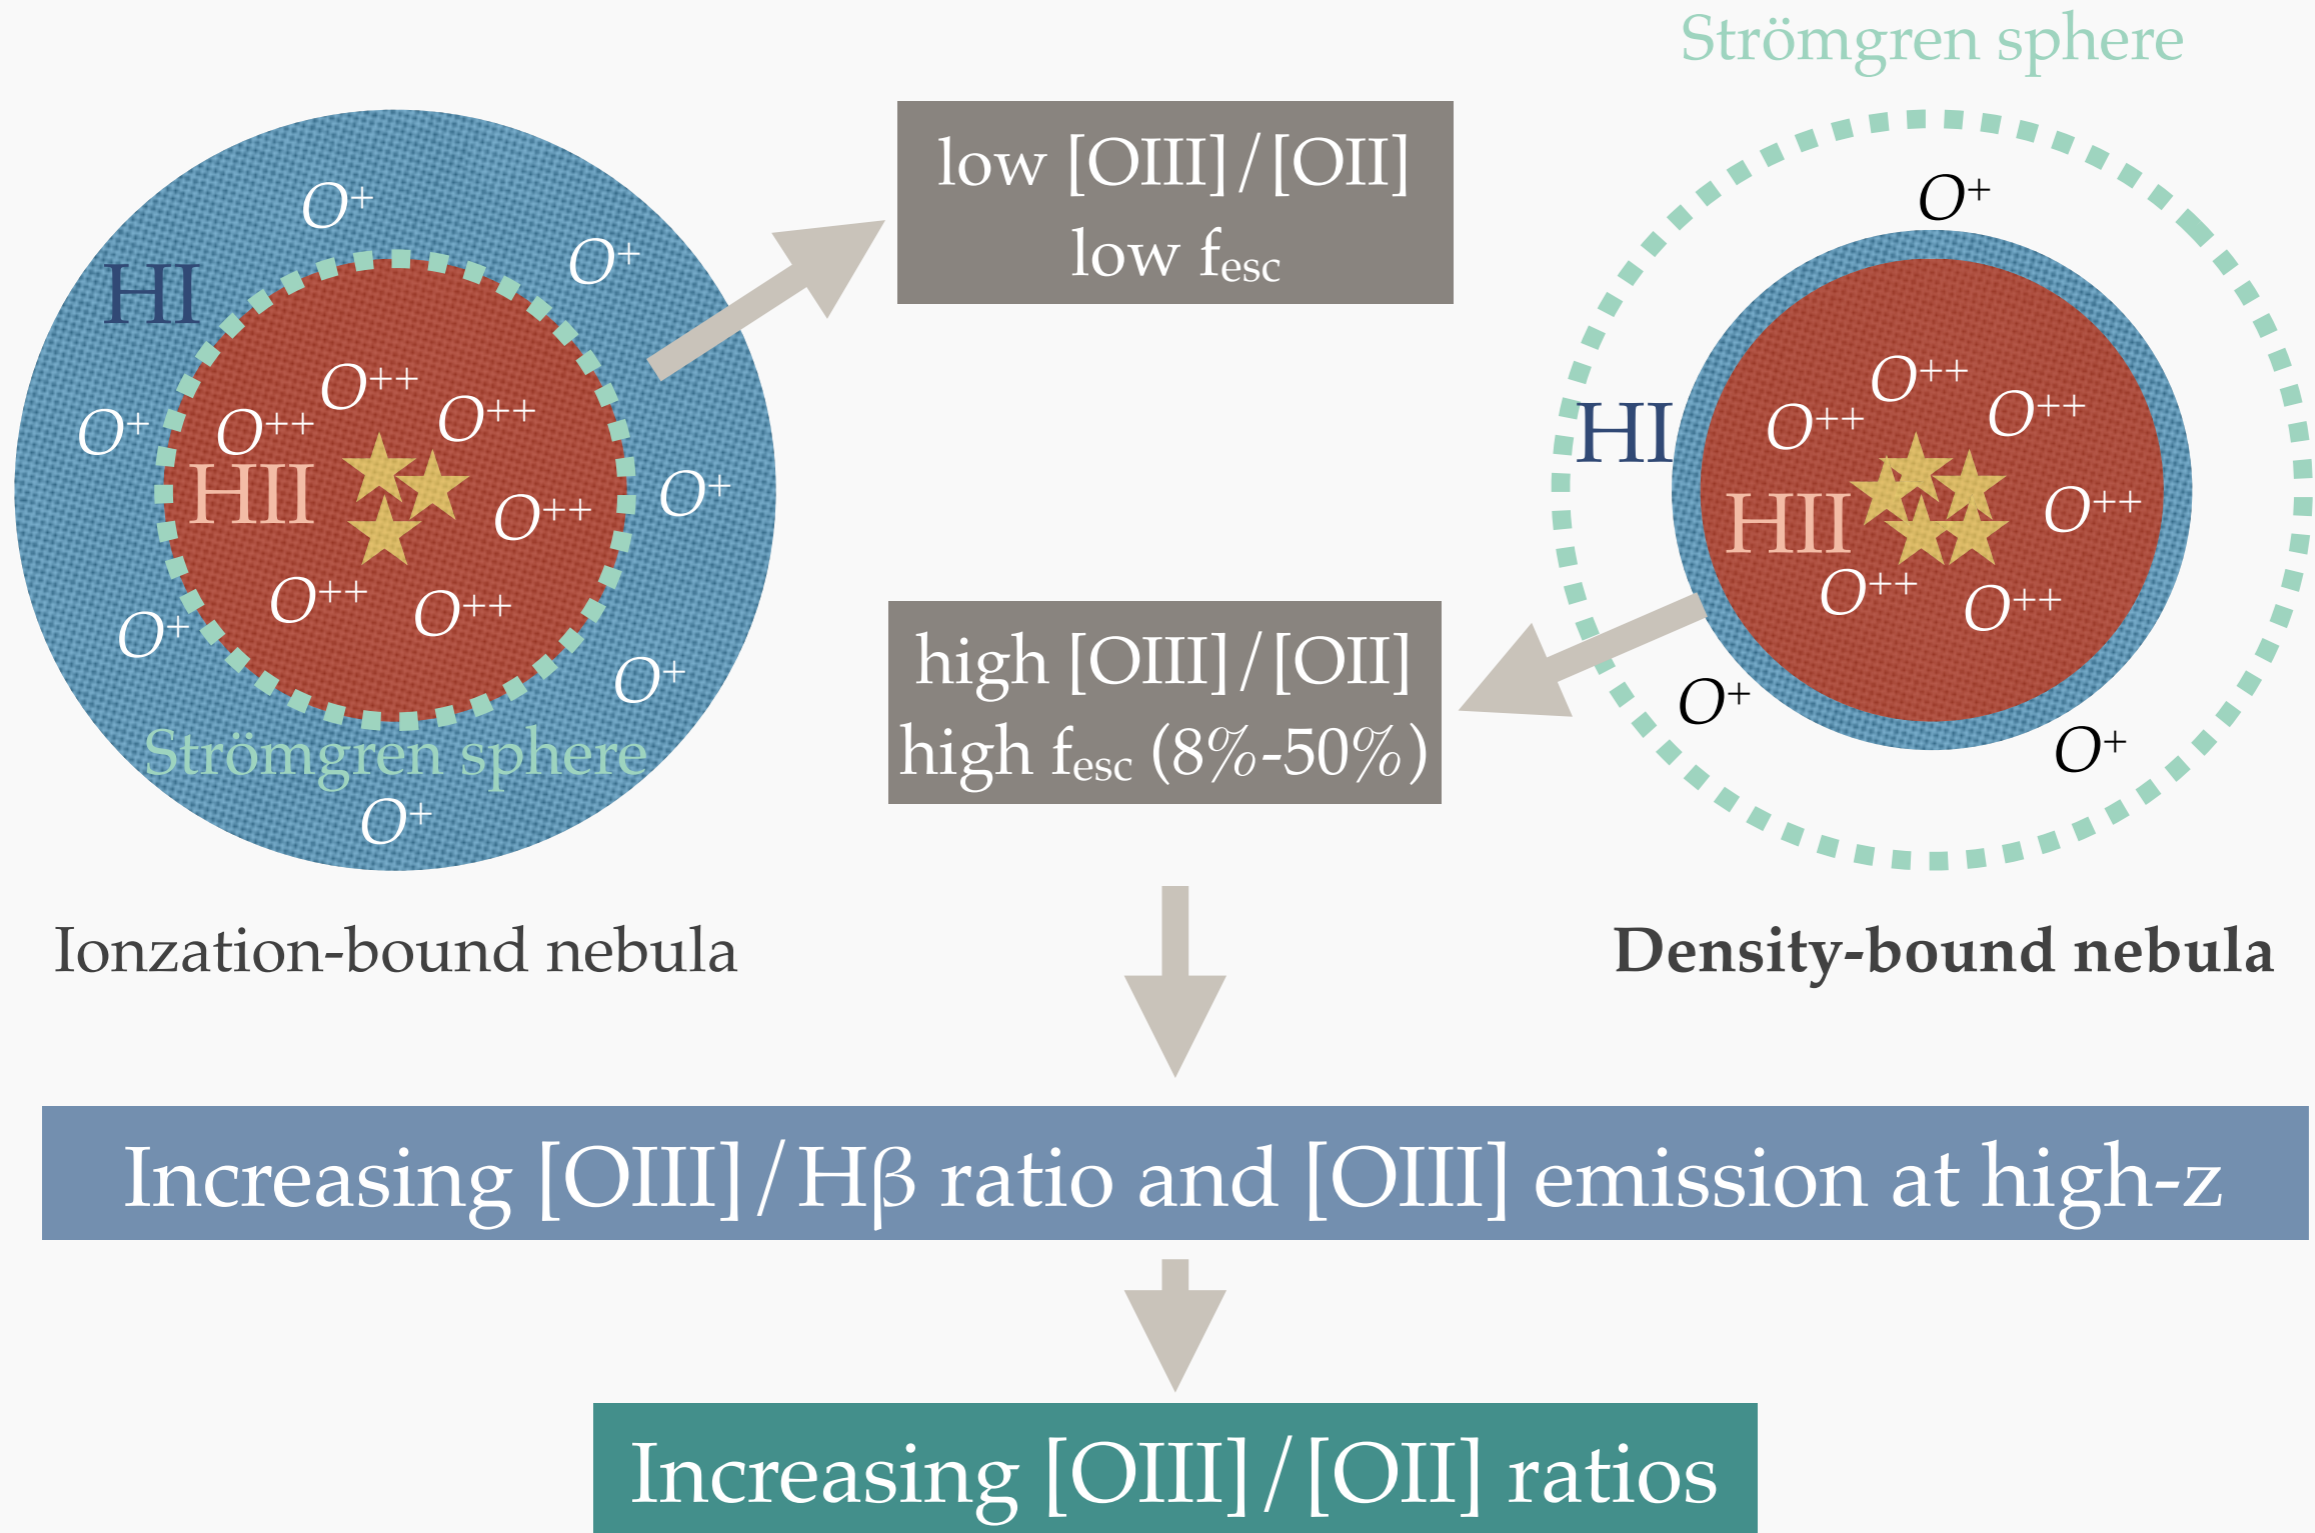 Strömgren sphere
low [OIII]/[OII]
low fesc
O+
O+
HI
O++
O++
O+
O++
HII
O++
O+
O++
O++
O+
O+
Strömgren sphere
O+
Ionzation-bound nebula
O+
HI
O++
O++
O++
HII
O++
O++
O++
O+
O+
Density-bound nebula
high [OIII]/[OII]
high fesc (8%-50%)
Increasing [OIII]/Hβ ratio and [OIII] emission at high-z
Increasing [OIII]/[OII] ratios